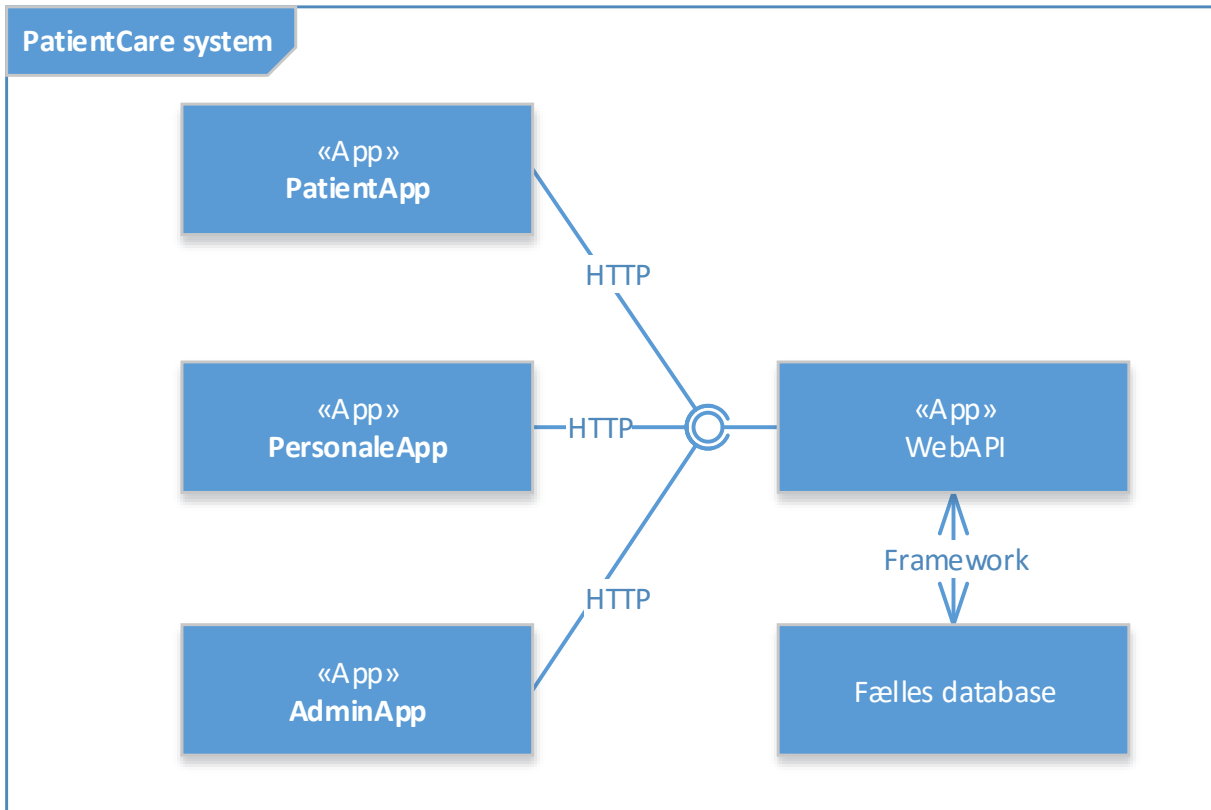 PatientCare system
«App»
PatientApp
HTTP
«App»
PersonaleApp
HTTP
«App»
WebAPI
Framework
HTTP
«App»
AdminApp
Fælles database